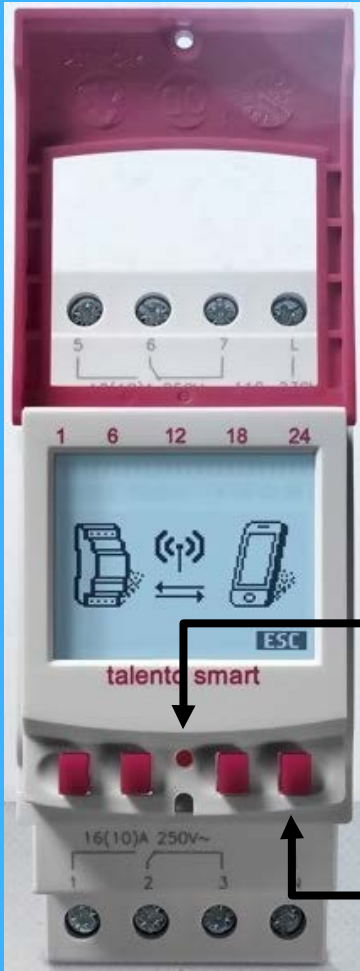 5 6 7 L
1 6 12 18 24
ESC
talento smart
16(10)A 250V~
1 2 3 N